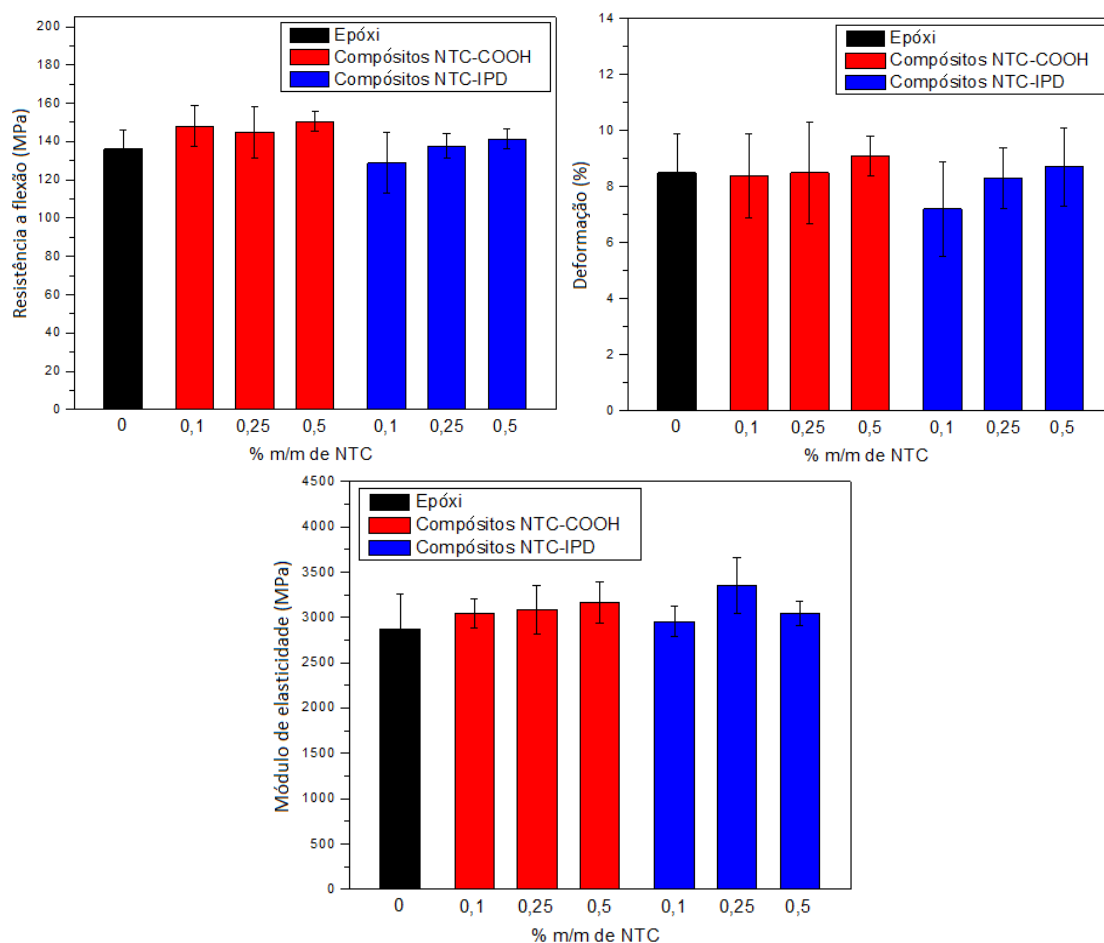 Resistência a flexão (MPa)
200
180
160
140
120
100
80
60
40
20
0
Epóxi
Compósitos NTC-COOH
Compósitos NTC-IPD
0 0,1 0,25 0,5 0,1 0,25 0,5
% m/m de NTC
Deformação (%)
14
12
10
8
6
4
2
0
Epóxi
Compósitos NTC-COOH
Compósitos NTC-IPD
0 0,1 0,25 0,5 0,1 0,25 0,5
% m/m de NTC
Módulo de elasticidade (MPa)
4500
4000
3500
3000
2500
2000
1500
1000
500
0
Epóxi
Compósitos NTC-COOH
Compósitos NTC-IPD
0 0,1 0,25 0,5 0,1 0,25 0,5
% m/m de NTC